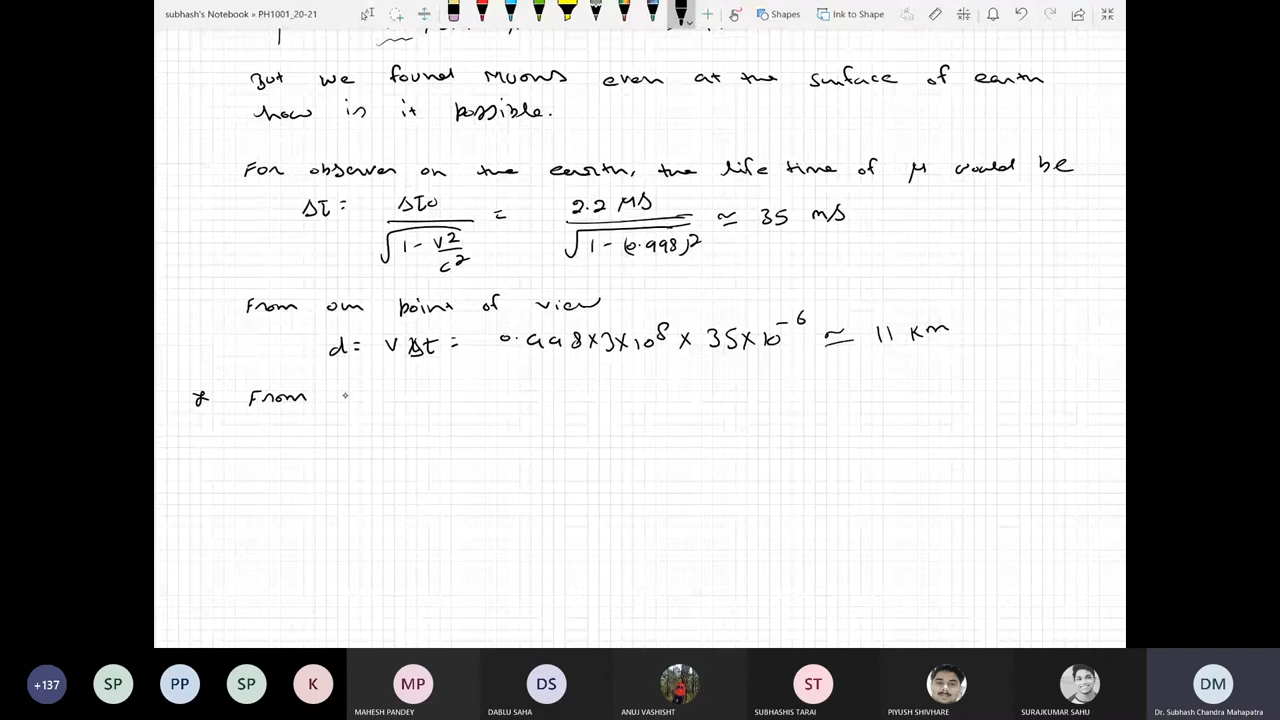 subhash's Notebook » PH1001_20-21
Shapes
Ink to Shape
But we found Muons even at the surface of earth
how is it possible.
For observer on the earth, the life time of μ would be
Δτ = Δτ0 / √(1 - v²/c²) = 2.2 μs / √(1 - (0.998)²) ≃ 35 ms
From our point of view
d = vΔt = 0.998×3×10⁸ × 35×10⁻⁶ ≃ 11 Km
* From
+137
SP
PP
SP
K
MP
DS
ST
DM
MAHESH PANDEY
DABLU SAHA
ANUJ VASHISHT
SUBHASHIS TARAI
PIYUSH SHIVHARE
SURAJKUMAR SAHU
Dr. Subhash Chandra Mahapatra